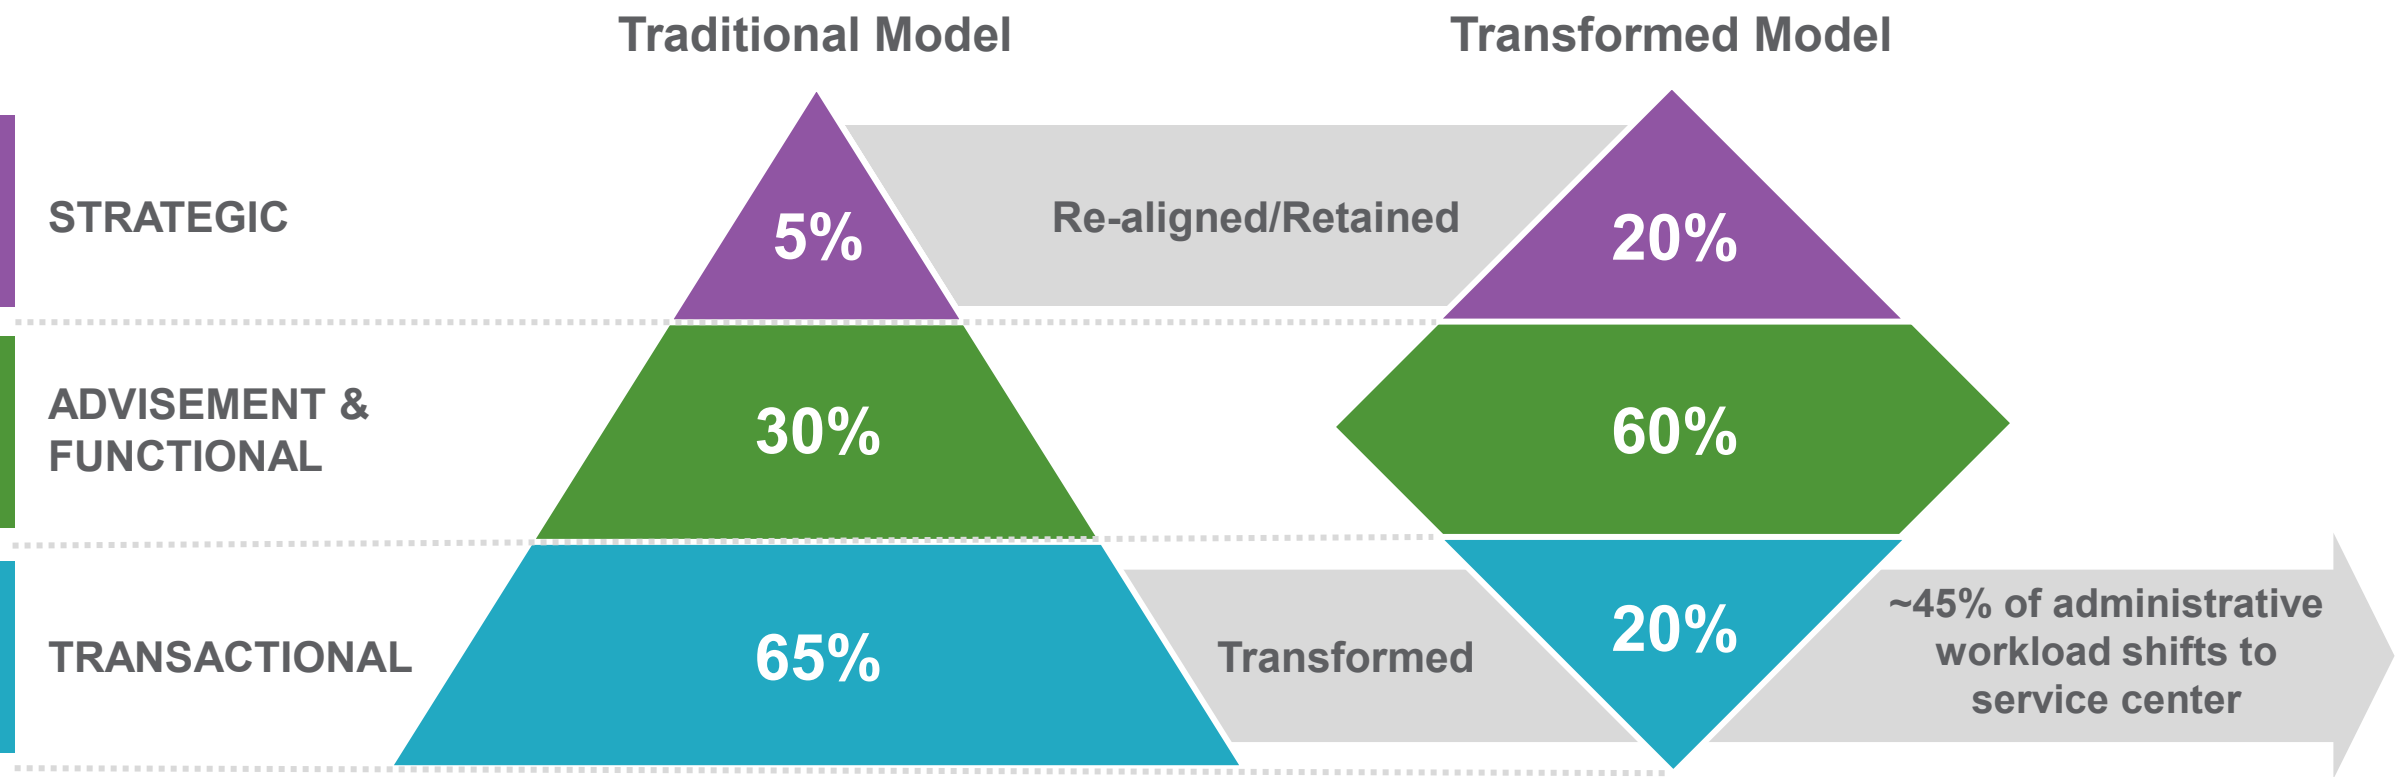 Traditional Model
Transformed Model
STRATEGIC
5%
Re-aligned/Retained
20%
ADVISEMENT &
FUNCTIONAL
30%
60%
TRANSACTIONAL
65%
Transformed
20%
~45% of administrative
workload shifts to
service center